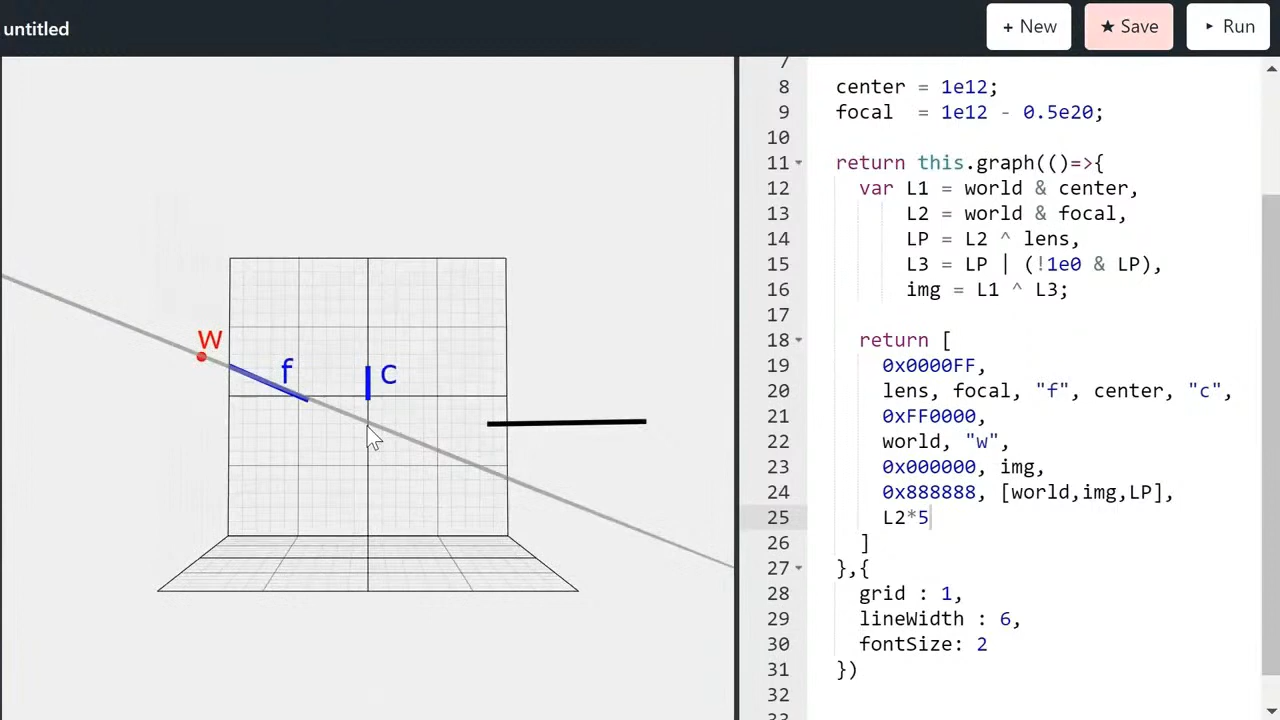 untitled
+ New
★ Save
‣ Run
w
f
c
7
8 center = 1e12;
9 focal  = 1e12 - 0.5e20;
10
11 return this.graph(()=>{
12   var L1 = world & center,
13       L2 = world & focal,
14       LP = L2 ^ lens,
15       L3 = LP | (!1e0 & LP),
16       img = L1 ^ L3;
17
18   return [
19     0x0000FF,
20     lens, focal, "f", center, "c",
21     0xFF0000,
22     world, "w",
23     0x000000, img,
24     0x888888, [world,img,LP],
25     L2*5
26   ]
27 },{
28   grid : 1,
29   lineWidth : 6,
30   fontSize: 2
31 })
32
33